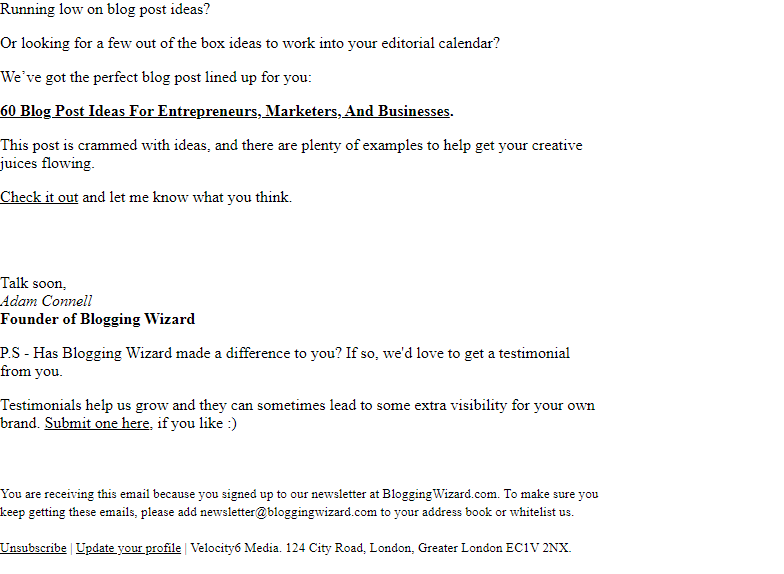 Running low on blog post ideas?
Or looking for a few out of the box ideas to work into your editorial calendar?
We've got the perfect blog post lined up for you:
60 Blog Post Ideas For Entrepreneurs, Marketers, And Businesses.
This post is crammed with ideas, and there are plenty of examples to help get your creative
juices flowing.
Check it out and let me know what you think.
Talk soon,
Adam Connell
Founder of Blogging Wizard
P.S - Has Blogging Wizard made a difference to you? If so, we'd love to get a testimonial
from you.
Testimonials help us grow and they can sometimes lead to some extra visibility for your own
brand. Submit one here, if you like :)
You are receiving this email because you signed up to our newsletter at BloggingWizard.com. To make sure you
keep getting these emails, please add newsletter@bloggingwizard.com to your address book or whitelist us.
Unsubscribe | Update your profile | Velocity6 Media. 124 City Road, London, Greater London EC1V 2NX.